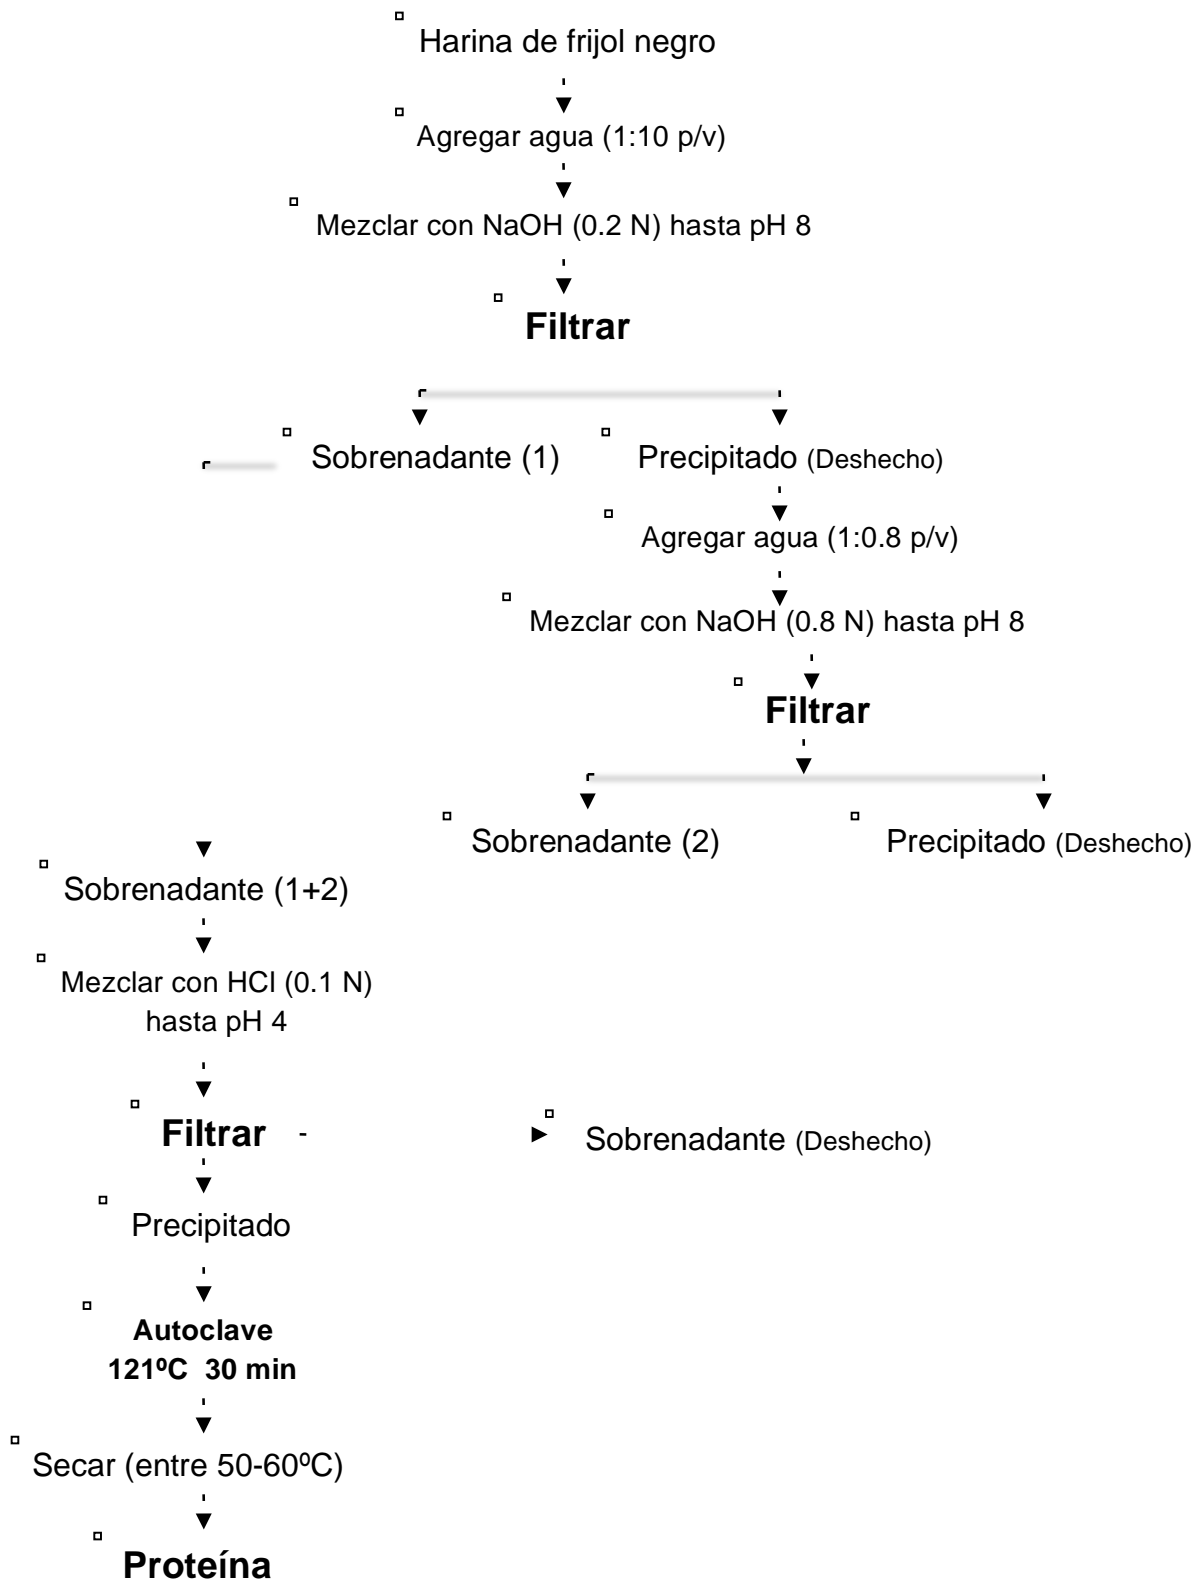 Harina de frijol negro
Agregar agua (1:10 p/v)
Mezclar con NaOH (0.2 N) hasta pH 8
Filtrar
Sobrenadante (1)
Precipitado (Deshecho)
Agregar agua (1:0.8 p/v)
Mezclar con NaOH (0.8 N) hasta pH 8
Filtrar
Sobrenadante (2)
Precipitado (Deshecho)
Sobrenadante (1+2)
Mezclar con HCl (0.1 N)
hasta pH 4
Filtrar
Sobrenadante (Deshecho)
Precipitado
Autoclave
121ºC 30 min
Secar (entre 50-60ºC)
Proteína